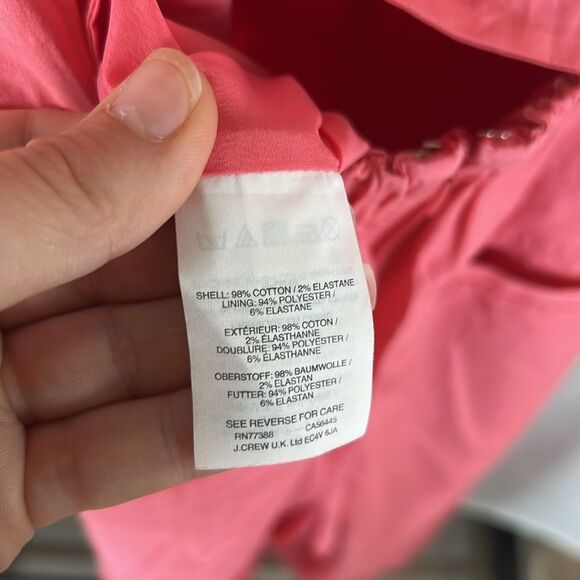 SHELL: 98% COTTON / 2% ELASTANE
LINING: 94% POLYESTER /
6% ELASTANE
EXTÉRIEUR: 98% COTON /
2% ÉLASTHANNE
DOUBLURE: 94% POLYESTER /
6% ÉLASTHANNE
OBERSTOFF: 98% BAUMWOLLE /
2% ELASTAN
FUTTER: 94% POLYESTER /
6% ELASTAN
SEE REVERSE FOR CARE
RN77388 CA56445
J.CREW U.K. Ltd EC4V 6JA